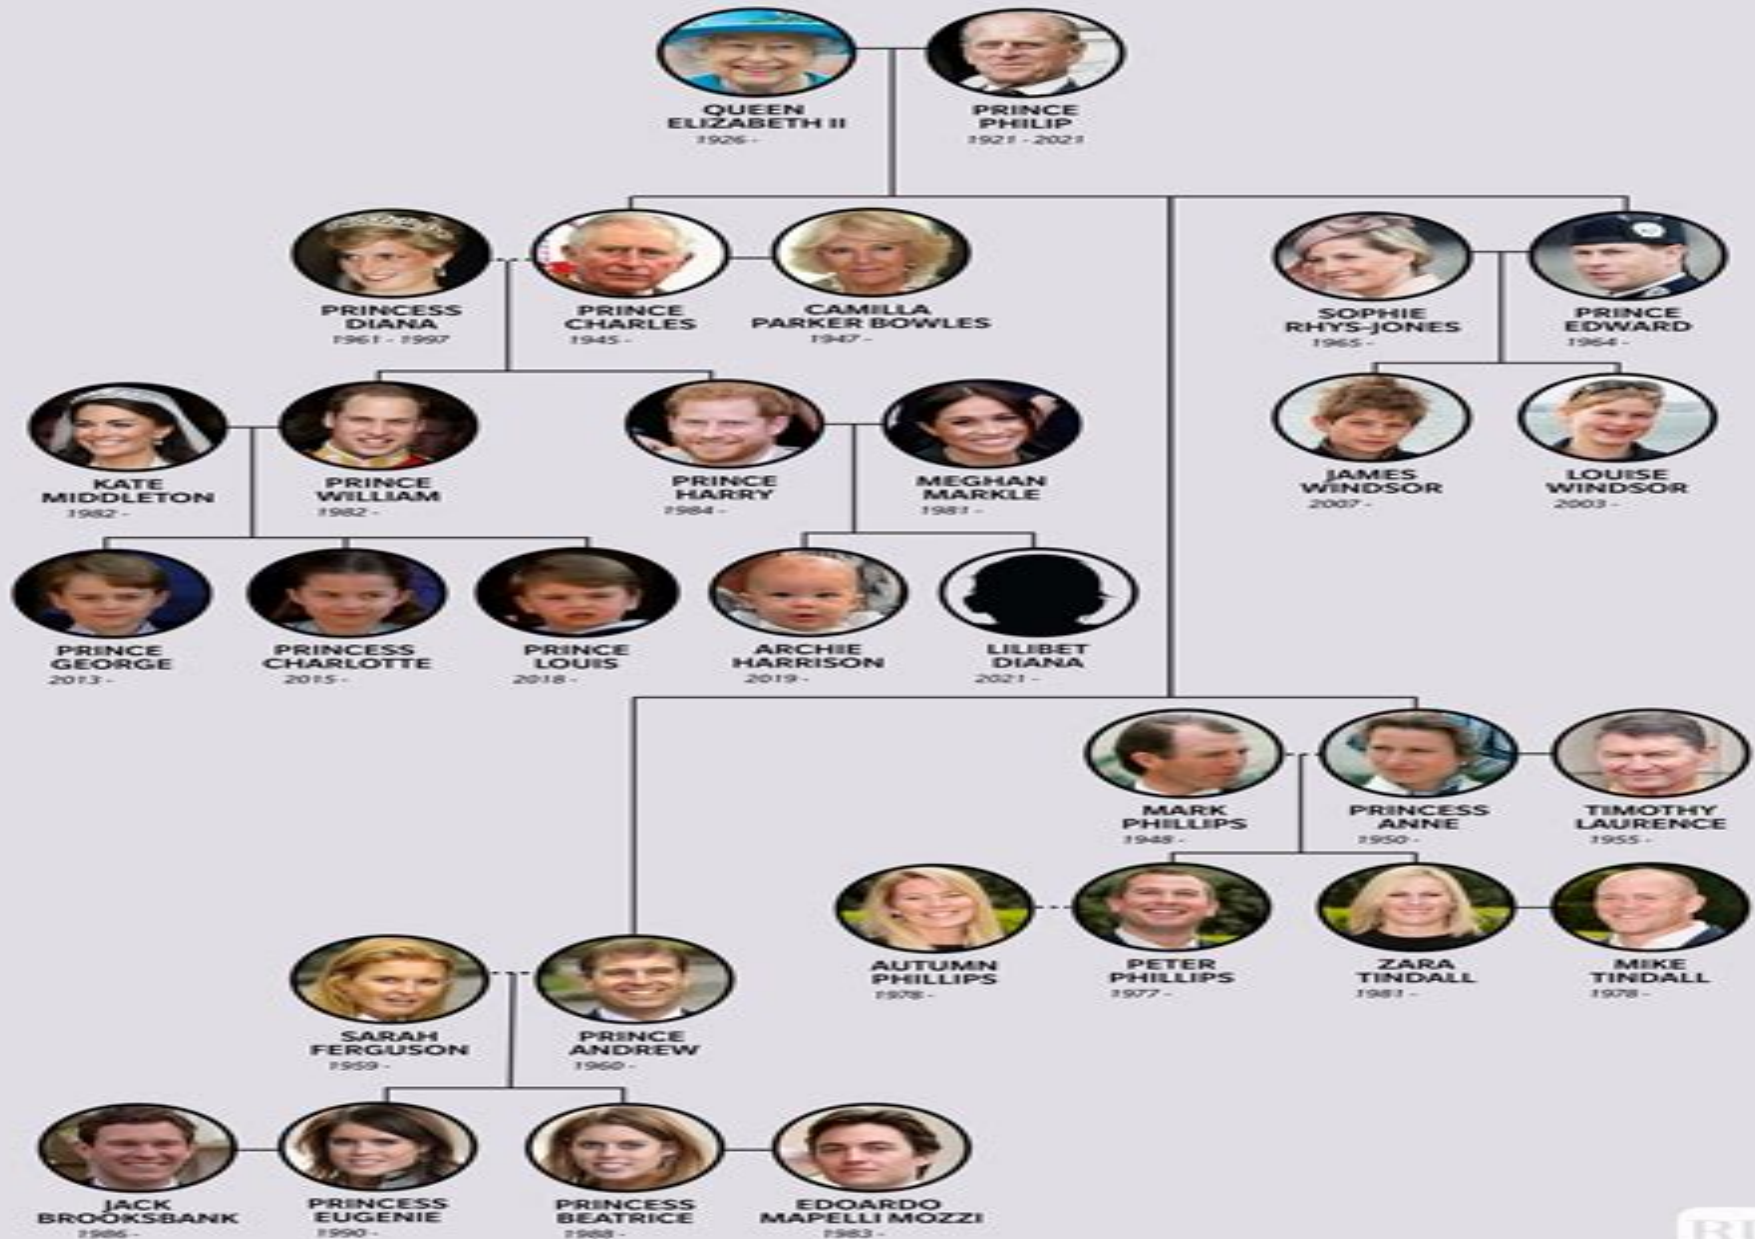 QUEEN
ELIZABETH II
1926 -
PRINCE
PHILIP
1921 - 2021
PRINCESS
DIANA
1961 - 1997
PRINCE
CHARLES
1945 -
CAMILLA
PARKER BOWLES
1947 -
SOPHIE
RHYS-JONES
1965 -
PRINCE
EDWARD
1964 -
KATE
MIDDLETON
1982 -
PRINCE
WILLIAM
1982 -
PRINCE
HARRY
1984 -
MEGHAN
MARKLE
1981 -
JAMES
WINDSOR
2007 -
LOUISE
WINDSOR
2003 -
PRINCE
GEORGE
2013 -
PRINCESS
CHARLOTTE
2015 -
PRINCE
LOUIS
2018 -
ARCHIE
HARRISON
2019 -
LILIBET
DIANA
2021 -
MARK
PHILLIPS
1948 -
PRINCESS
ANNE
1950 -
TIMOTHY
LAURENCE
1955 -
AUTUMN
PHILLIPS
1978 -
PETER
PHILLIPS
1977 -
ZARA
TINDALL
1981 -
MIKE
TINDALL
1978 -
SARAH
FERGUSON
1959 -
PRINCE
ANDREW
1960 -
JACK
BROOKSBANK
1986 -
PRINCESS
EUGENIE
1990 -
PRINCESS
BEATRICE
1988 -
EDOARDO
MAPELLI MOZZI
1983 -